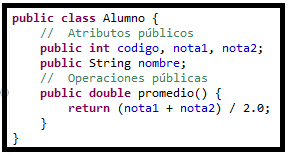 public class Alumno {
// Atributos públicos
public int codigo, nota1, nota2;
public String nombre;
// Operaciones públicas
public double promedio() {
return (nota1 + nota2) / 2.0;
}
}